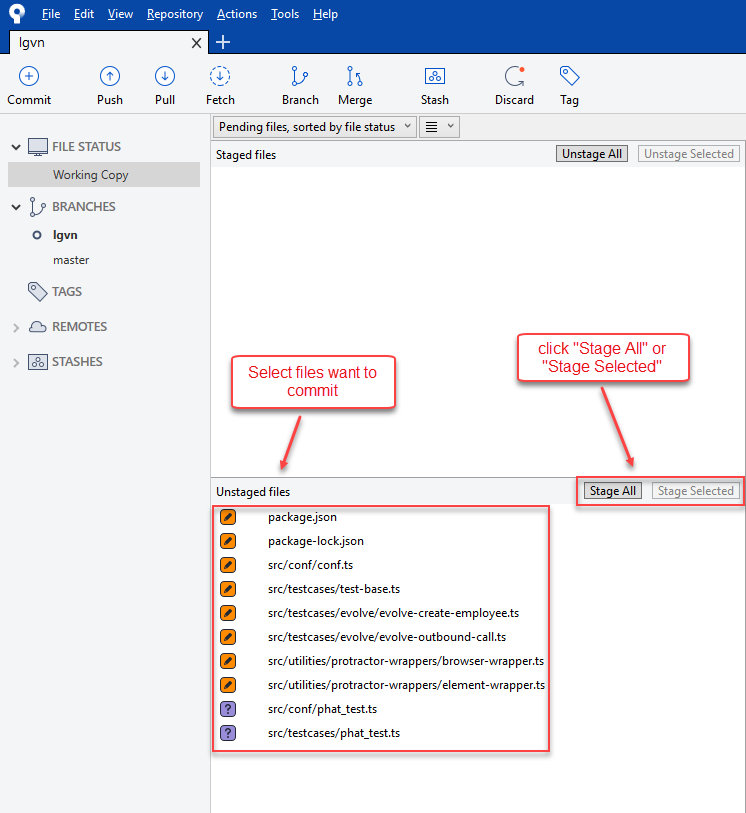 File Edit View Repository Actions Tools Help
lgvn
Commit Push Pull Fetch Branch Merge Stash Discard Tag
Pending files, sorted by file status
FILE STATUS
Working Copy
BRANCHES
lgvn
master
TAGS
REMOTES
STASHES
Staged files
Unstage All Unstage Selected
Select files want to
commit
click "Stage All" or
"Stage Selected"
Unstaged files
Stage All Stage Selected
package.json
package-lock.json
src/conf/conf.ts
src/testcases/test-base.ts
src/testcases/evolve/evolve-create-employee.ts
src/testcases/evolve/evolve-outbound-call.ts
src/utilities/protractor-wrappers/browser-wrapper.ts
src/utilities/protractor-wrappers/element-wrapper.ts
? src/conf/phat_test.ts
? src/testcases/phat_test.ts